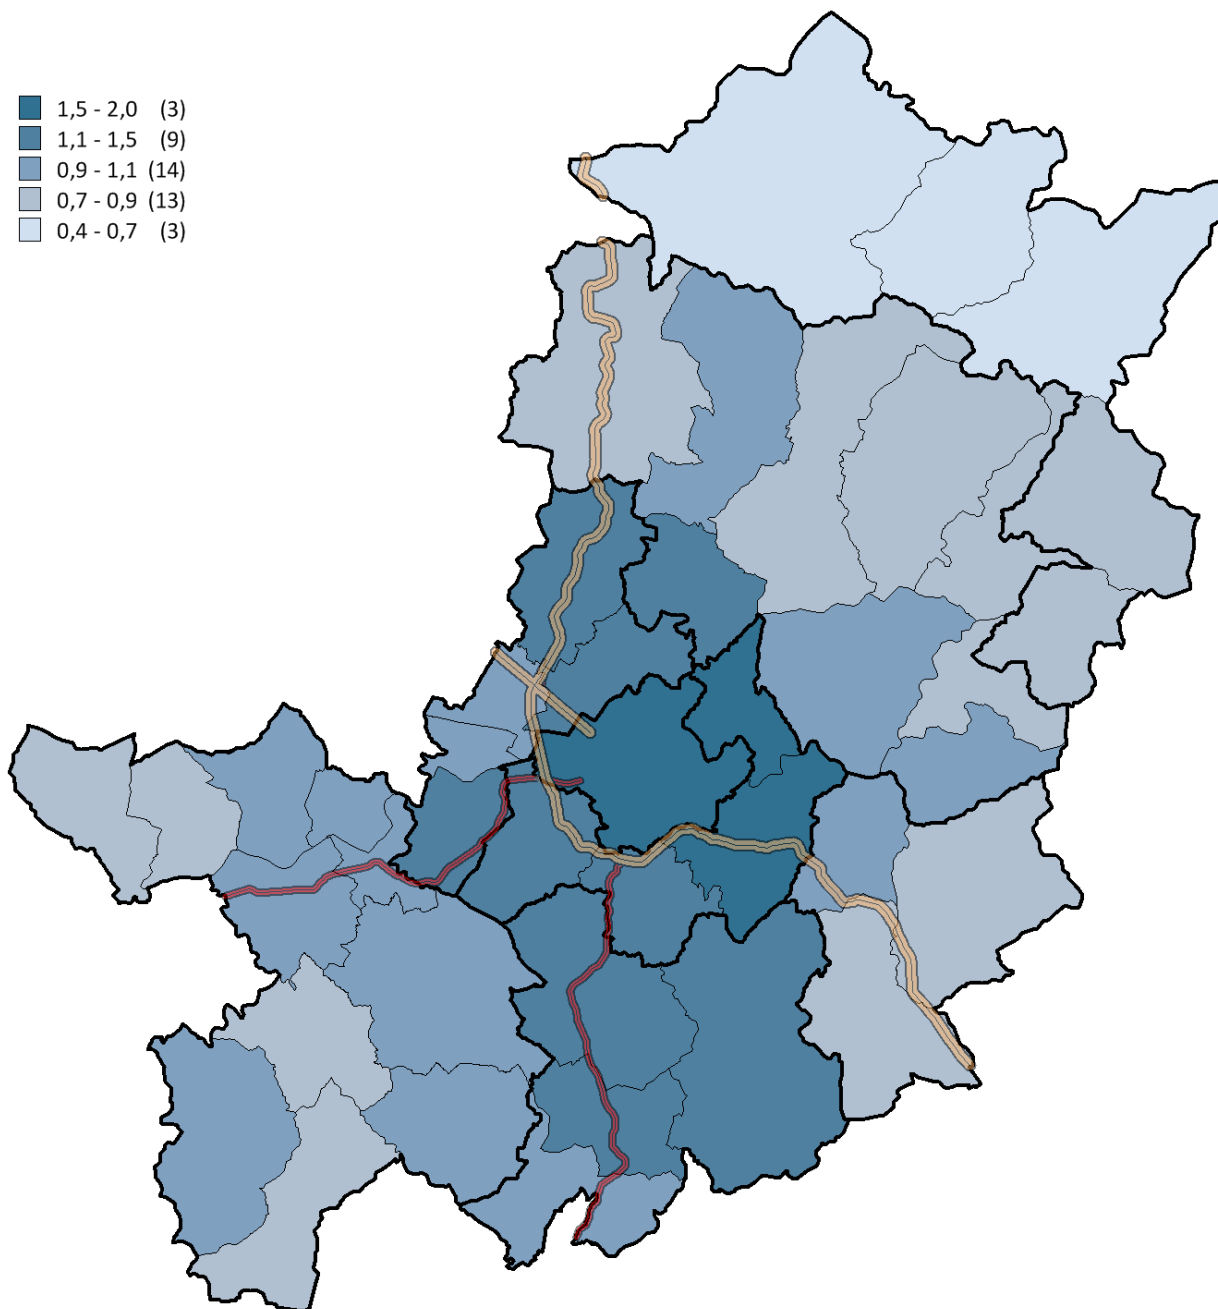 1,5 - 2,0 (3)
1,1 - 1,5 (9)
0,9 - 1,1 (14)
0,7 - 0,9 (13)
0,4 - 0,7 (3)